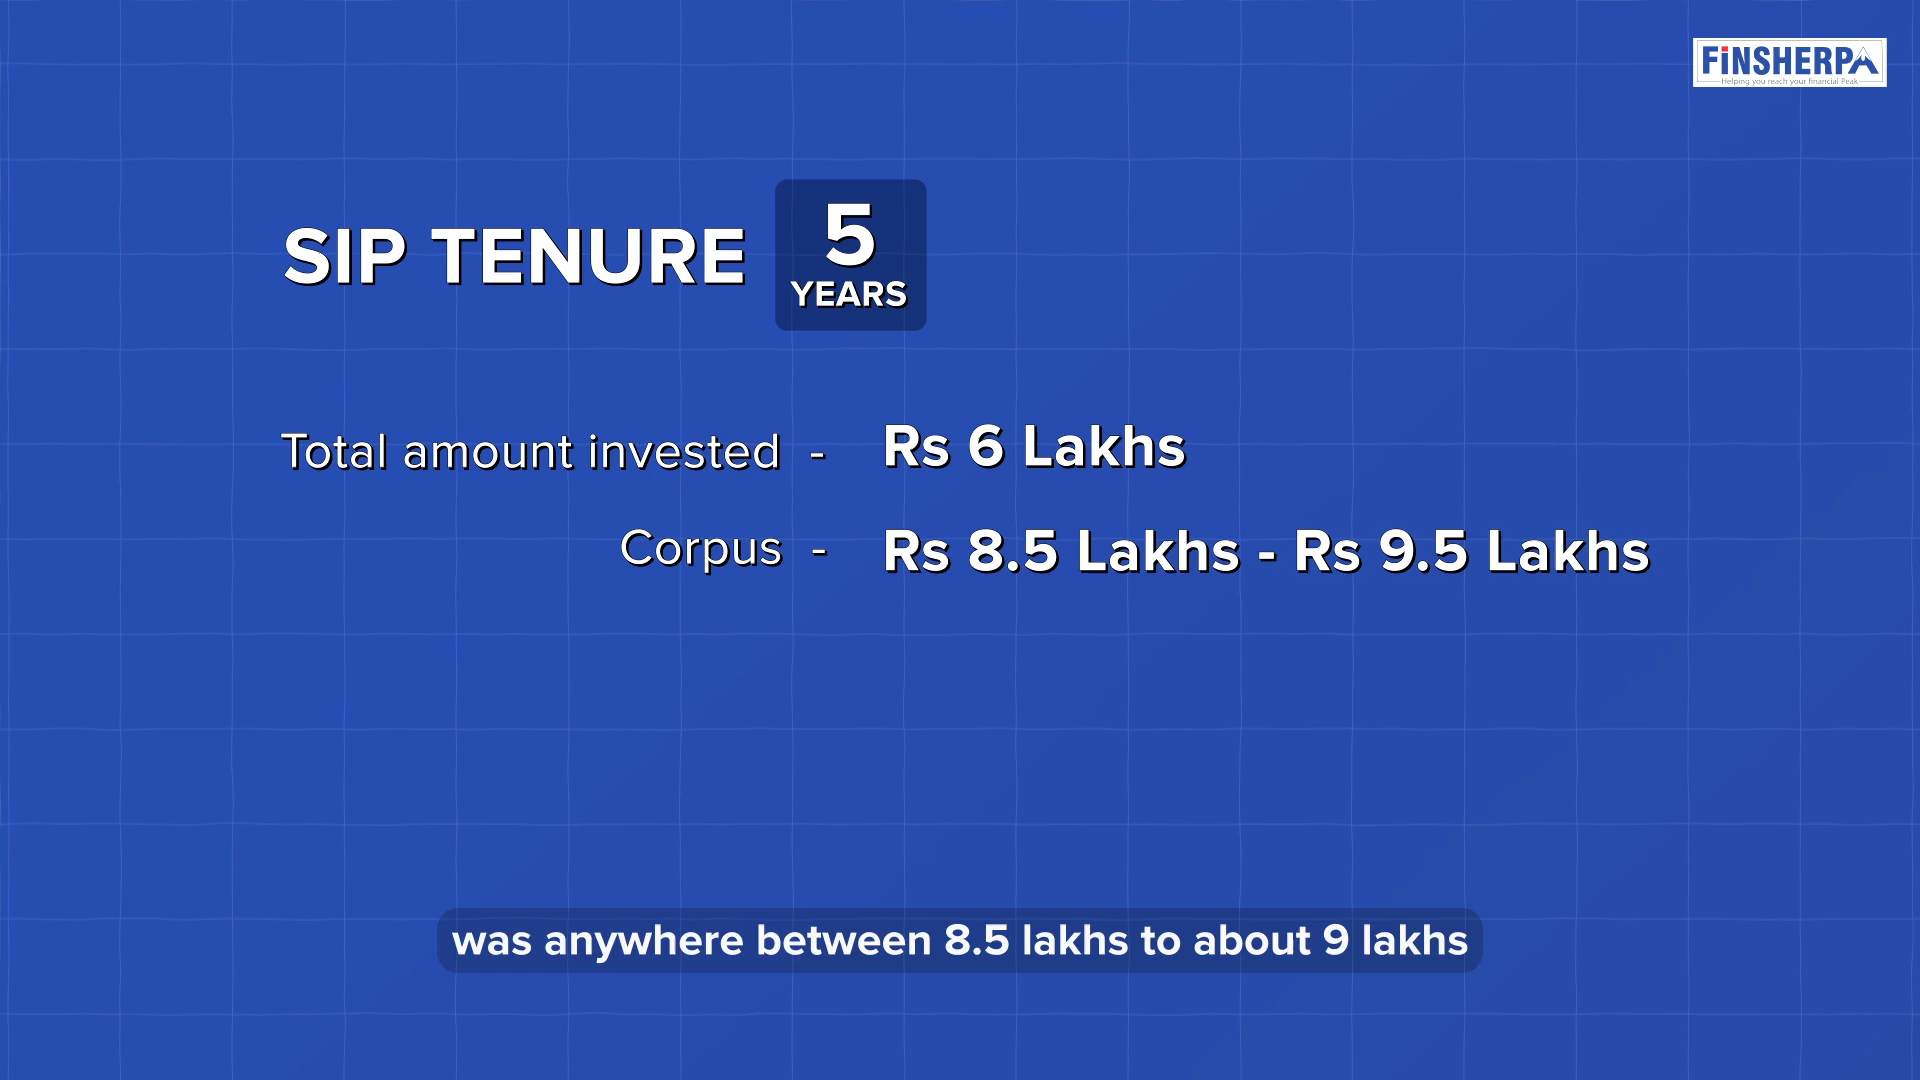 FiNSHERPA
Helping you reach your financial Peak
SIP TENURE
5
YEARS
Total amount invested - Rs 6 Lakhs
Corpus - Rs 8.5 Lakhs - Rs 9.5 Lakhs
was anywhere between 8.5 lakhs to about 9 lakhs